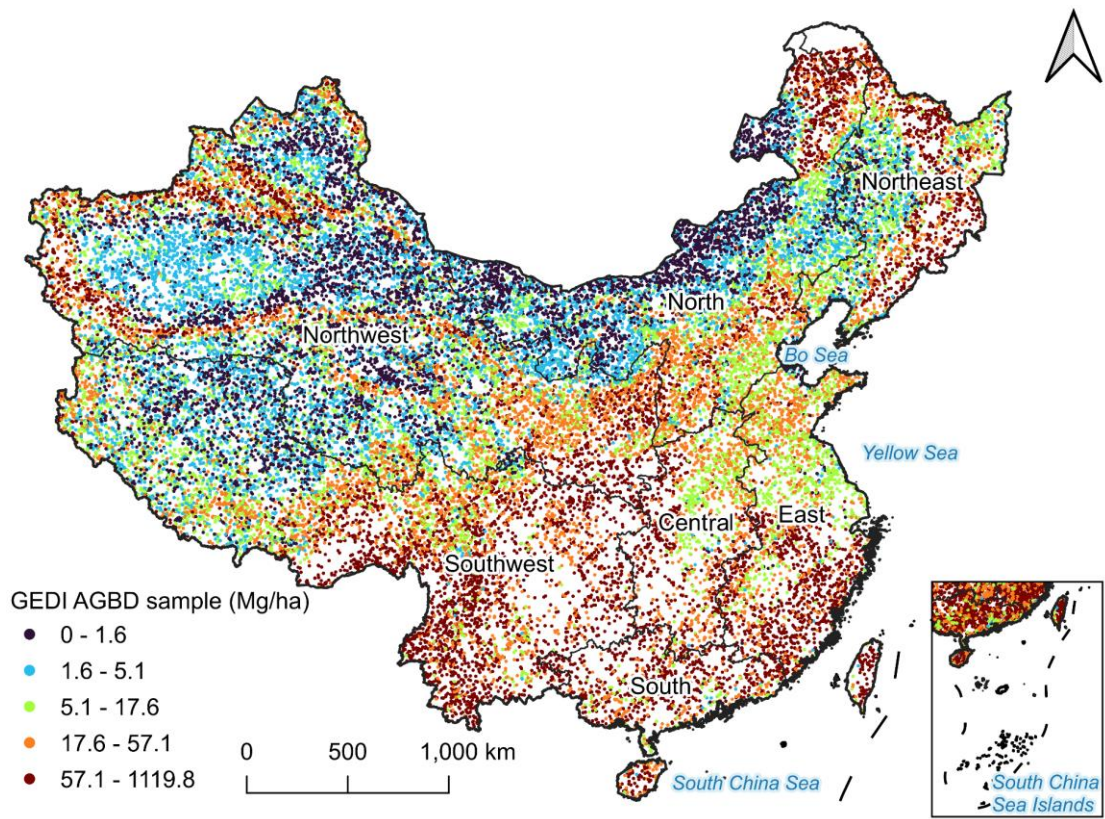 Northeast
North
Northwest
Bo Sea
Yellow Sea
Central
East
Southwest
South
South China Sea
South China
Sea Islands
GEDI AGBD sample (Mg/ha)
0 - 1.6
1.6 - 5.1
5.1 - 17.6
17.6 - 57.1
57.1 - 1119.8
0 500 1,000 km